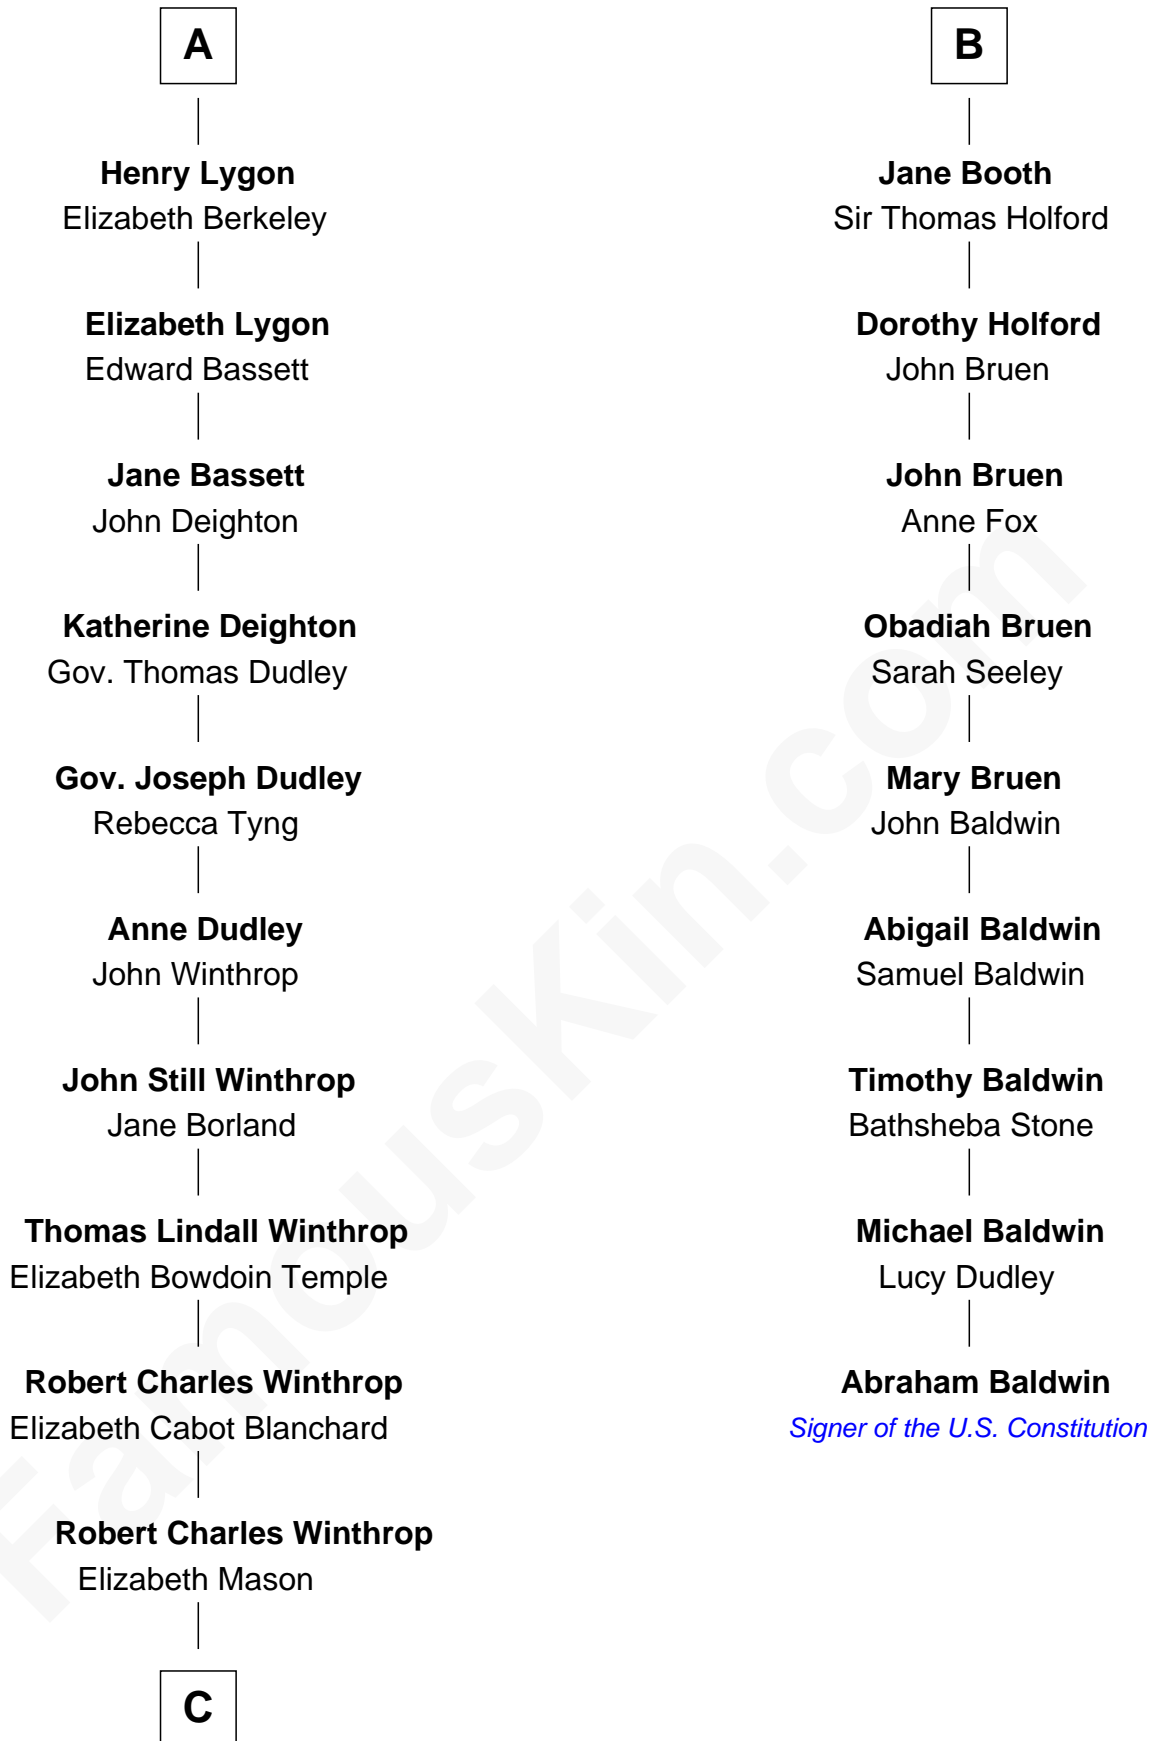 A
Henry Lygon
Elizabeth Berkeley
Elizabeth Lygon
Edward Bassett
Jane Bassett
John Deighton
Katherine Deighton
Gov. Thomas Dudley
Gov. Joseph Dudley
Rebecca Tyng
Anne Dudley
John Winthrop
John Still Winthrop
Jane Borland
Thomas Lindall Winthrop
Elizabeth Bowdoin Temple
Robert Charles Winthrop
Elizabeth Cabot Blanchard
Robert Charles Winthrop
Elizabeth Mason
C
B
Jane Booth
Sir Thomas Holford
Dorothy Holford
John Bruen
John Bruen
Anne Fox
Obadiah Bruen
Sarah Seeley
Mary Bruen
John Baldwin
Abigail Baldwin
Samuel Baldwin
Timothy Baldwin
Bathsheba Stone
Michael Baldwin
Lucy Dudley
Abraham Baldwin
Signer of the U.S. Constitution
FamousKin.com